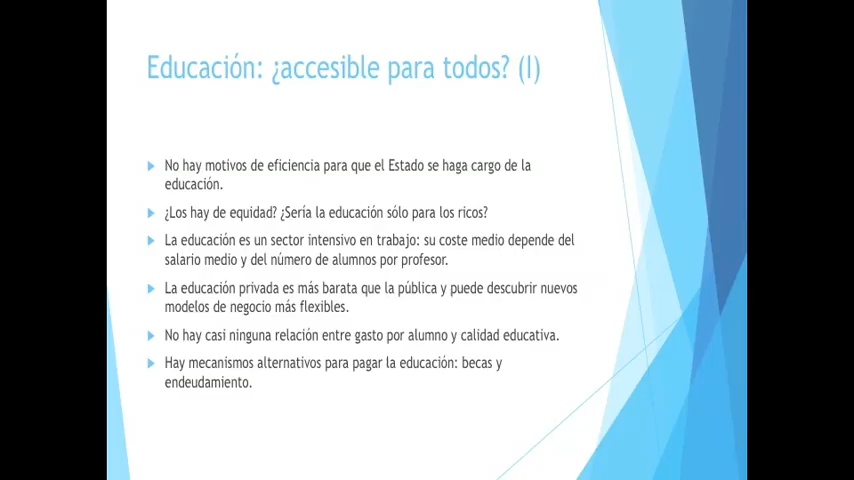 Educación: ¿accesible para todos? (I)
No hay motivos de eficiencia para que el Estado se haga cargo de la
educación.
¿Los hay de equidad? ¿Sería la educación sólo para los ricos?
La educación es un sector intensivo en trabajo: su coste medio depende del
salario medio y del número de alumnos por profesor.
La educación privada es más barata que la pública y puede descubrir nuevos
modelos de negocio más flexibles.
No hay casi ninguna relación entre gasto por alumno y calidad educativa.
Hay mecanismos alternativos para pagar la educación: becas y
endeudamiento.